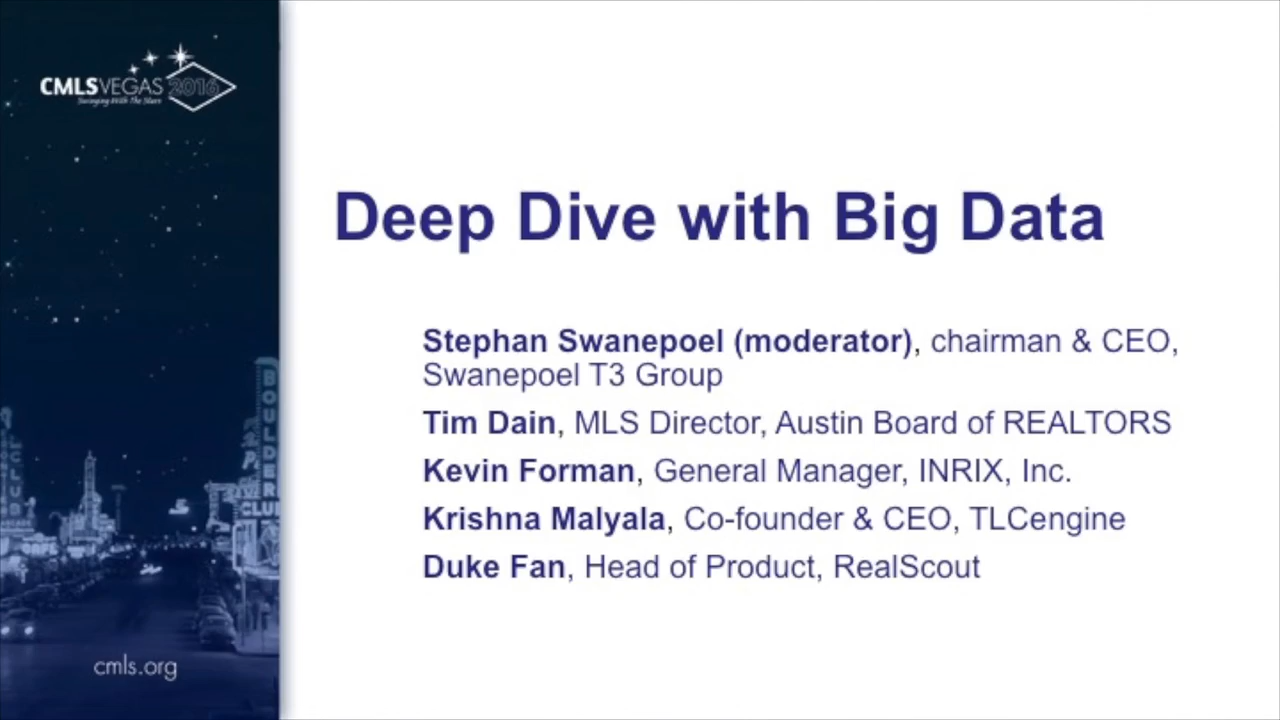 CMLSVEGAS 2016
Swinging With The Stars
Deep Dive with Big Data
Stephan Swanepoel (moderator), chairman & CEO,
Swanepoel T3 Group
Tim Dain, MLS Director, Austin Board of REALTORS
Kevin Forman, General Manager, INRIX, Inc.
Krishna Malyala, Co-founder & CEO, TLCengine
Duke Fan, Head of Product, RealScout
BOULDER
CLUB
cmls.org